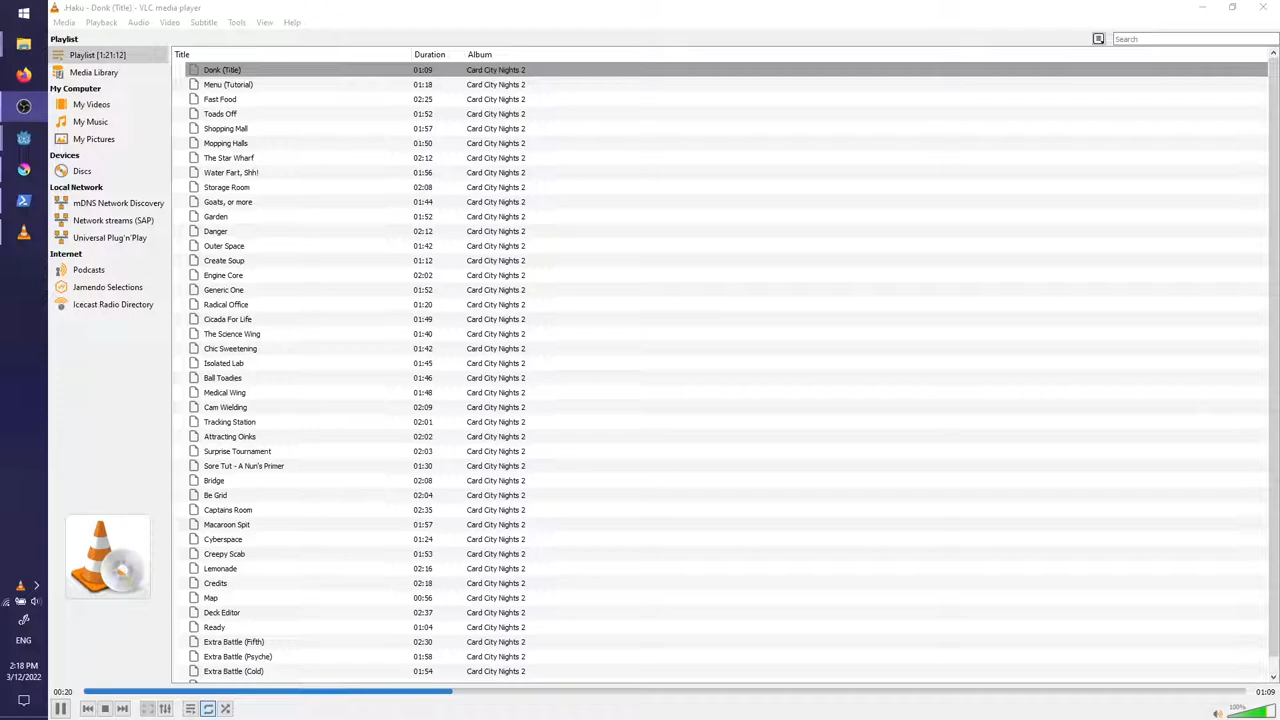 .Haku - Donk (Title) - VLC media player
Media Playback Audio Video Subtitle Tools View Help
Playlist
Search
Playlist [1:21:12]
Media Library
My Computer
My Videos
My Music
My Pictures
Devices
Discs
Local Network
mDNS Network Discovery
Network streams (SAP)
Universal Plug'n'Play
Internet
Podcasts
Jamendo Selections
Icecast Radio Directory
Title Duration Album
Donk (Title) 01:09 Card City Nights 2
Menu (Tutorial) 01:18 Card City Nights 2
Fast Food 02:25 Card City Nights 2
Toads Off 01:52 Card City Nights 2
Shopping Mall 01:57 Card City Nights 2
Mopping Halls 01:50 Card City Nights 2
The Star Wharf 02:12 Card City Nights 2
Water Fart, Shh! 01:56 Card City Nights 2
Storage Room 02:08 Card City Nights 2
Goats, or more 01:44 Card City Nights 2
Garden 01:52 Card City Nights 2
Danger 02:12 Card City Nights 2
Outer Space 01:42 Card City Nights 2
Create Soup 01:12 Card City Nights 2
Engine Core 02:02 Card City Nights 2
Generic One 01:52 Card City Nights 2
Radical Office 01:20 Card City Nights 2
Cicada For Life 01:49 Card City Nights 2
The Science Wing 01:40 Card City Nights 2
Chic Sweetening 01:42 Card City Nights 2
Isolated Lab 01:45 Card City Nights 2
Ball Toadies 01:46 Card City Nights 2
Medical Wing 01:48 Card City Nights 2
Cam Wielding 02:09 Card City Nights 2
Tracking Station 02:01 Card City Nights 2
Attracting Oinks 02:02 Card City Nights 2
Surprise Tournament 02:03 Card City Nights 2
Sore Tut - A Nun's Primer 01:30 Card City Nights 2
Bridge 02:08 Card City Nights 2
Be Grid 02:04 Card City Nights 2
Captains Room 02:35 Card City Nights 2
Macaroon Spit 01:57 Card City Nights 2
Cyberspace 01:24 Card City Nights 2
Creepy Scab 01:53 Card City Nights 2
Lemonade 02:16 Card City Nights 2
Credits 02:18 Card City Nights 2
Map 00:56 Card City Nights 2
Deck Editor 02:37 Card City Nights 2
Ready 01:04 Card City Nights 2
Extra Battle (Fifth) 02:30 Card City Nights 2
Extra Battle (Psyche) 01:58 Card City Nights 2
Extra Battle (Cold) 01:54 Card City Nights 2
ENG
2:18 PM
3/12/2022
00:20
01:09
100%